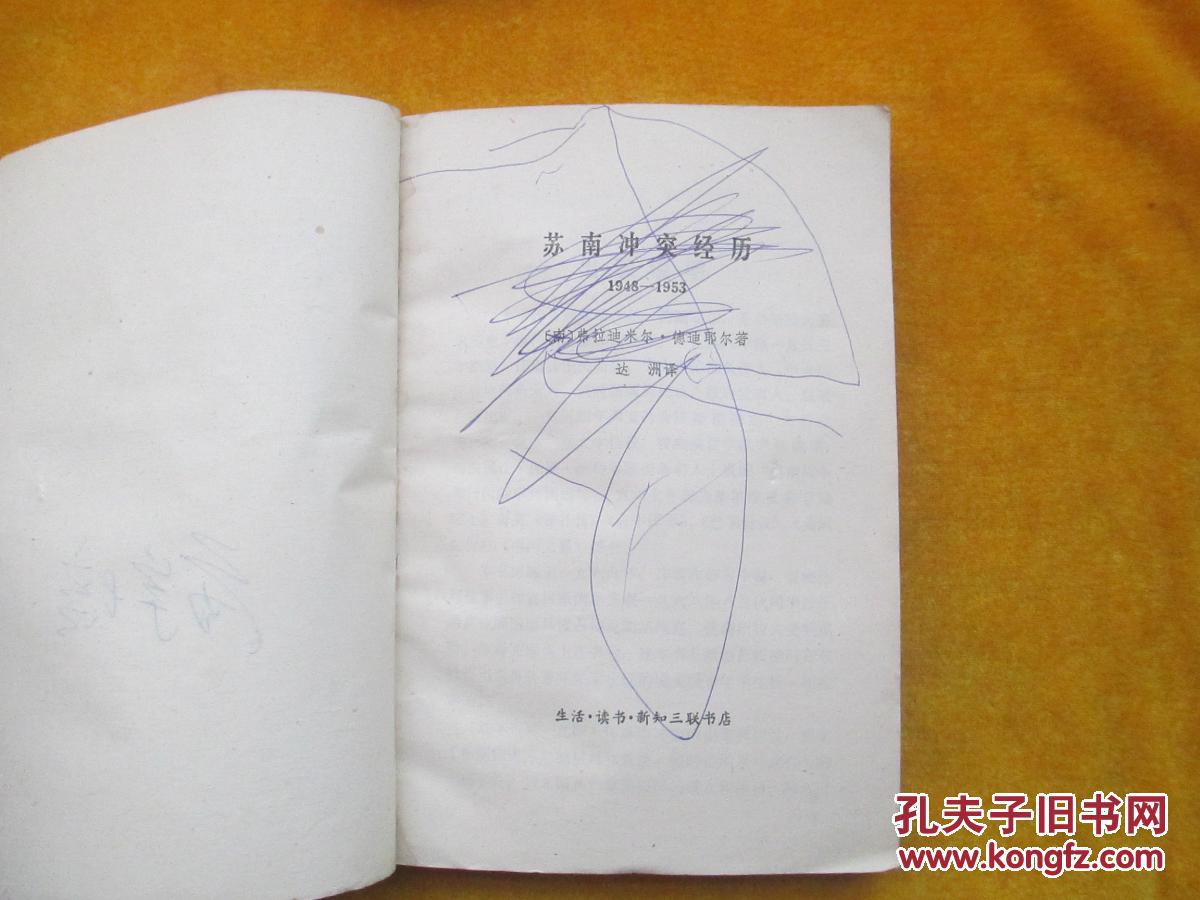 苏南冲突经历
1948—1953
〔南〕弗拉迪米尔·德迪耶尔著
达 洲译
生活·读书·新知三联书店
孔夫子旧书网
www.kongfz.com